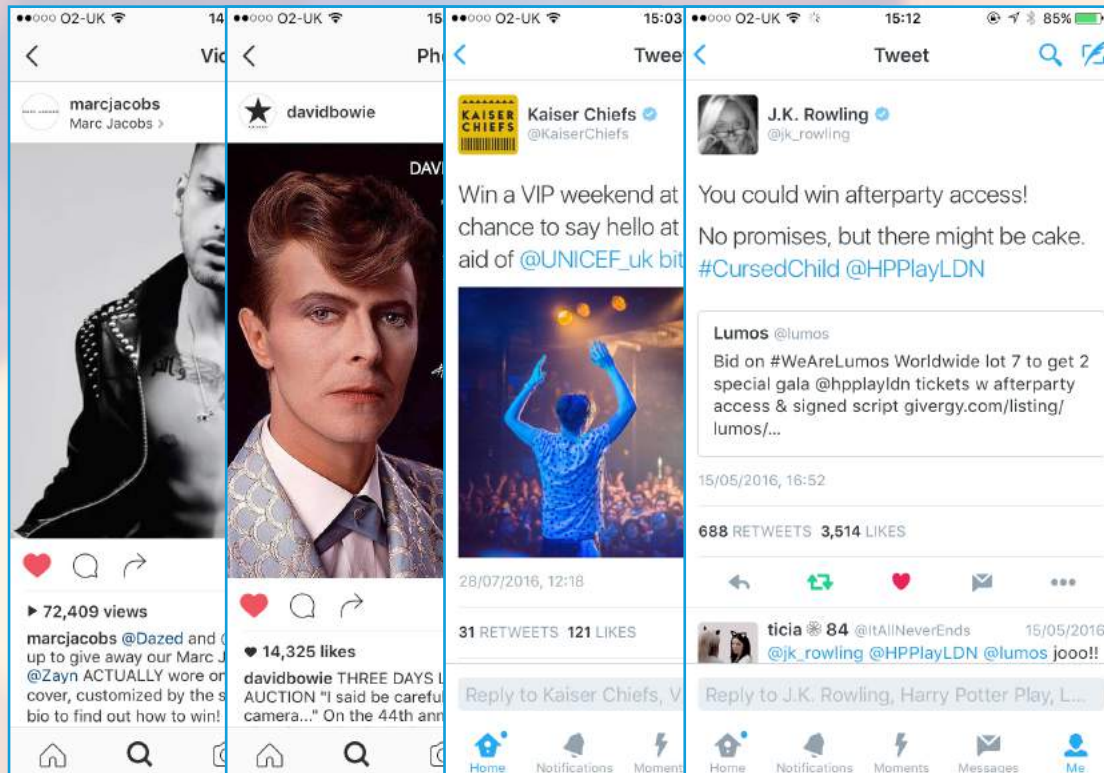 O2-UK
14
Vic
marcjacobs
Marc Jacobs >
72,409 views
marcjacobs @Dazed and
up to give away our Marc J
@Zayn ACTUALLY wore on
cover, customized by the s
bio to find out how to win!
O2-UK
15
Pho
davidbowie
DAVI
14,325 likes
davidbowie THREE DAYS L
AUCTION "I said be careful
camera..." On the 44th ann
O2-UK
15:03
Twee
KAISER
CHIEFS
Kaiser Chiefs
@KaiserChiefs
Win a VIP weekend at
chance to say hello at
aid of @UNICEF_uk bit
28/07/2016, 12:18
31 RETWEETS 121 LIKES
Reply to Kaiser Chiefs, V
Home Notifications Moment
O2-UK
15:12
85%
Tweet
J.K. Rowling
@jk_rowling
You could win afterparty access!
No promises, but there might be cake.
#CursedChild @HPPlayLDN
Lumos @lumos
Bid on #WeAreLumos Worldwide lot 7 to get 2
special gala @hpplayldn tickets w afterparty
access & signed script givergy.com/listing/
lumos/...
15/05/2016, 16:52
688 RETWEETS 3,514 LIKES
ticia ❀ 84 @ItAllNeverEnds 15/05/2016
@jk_rowling @HPPlayLDN @lumos jooo!!
Reply to J.K. Rowling, Harry Potter Play, L...
Home Notifications Moments Messages Me